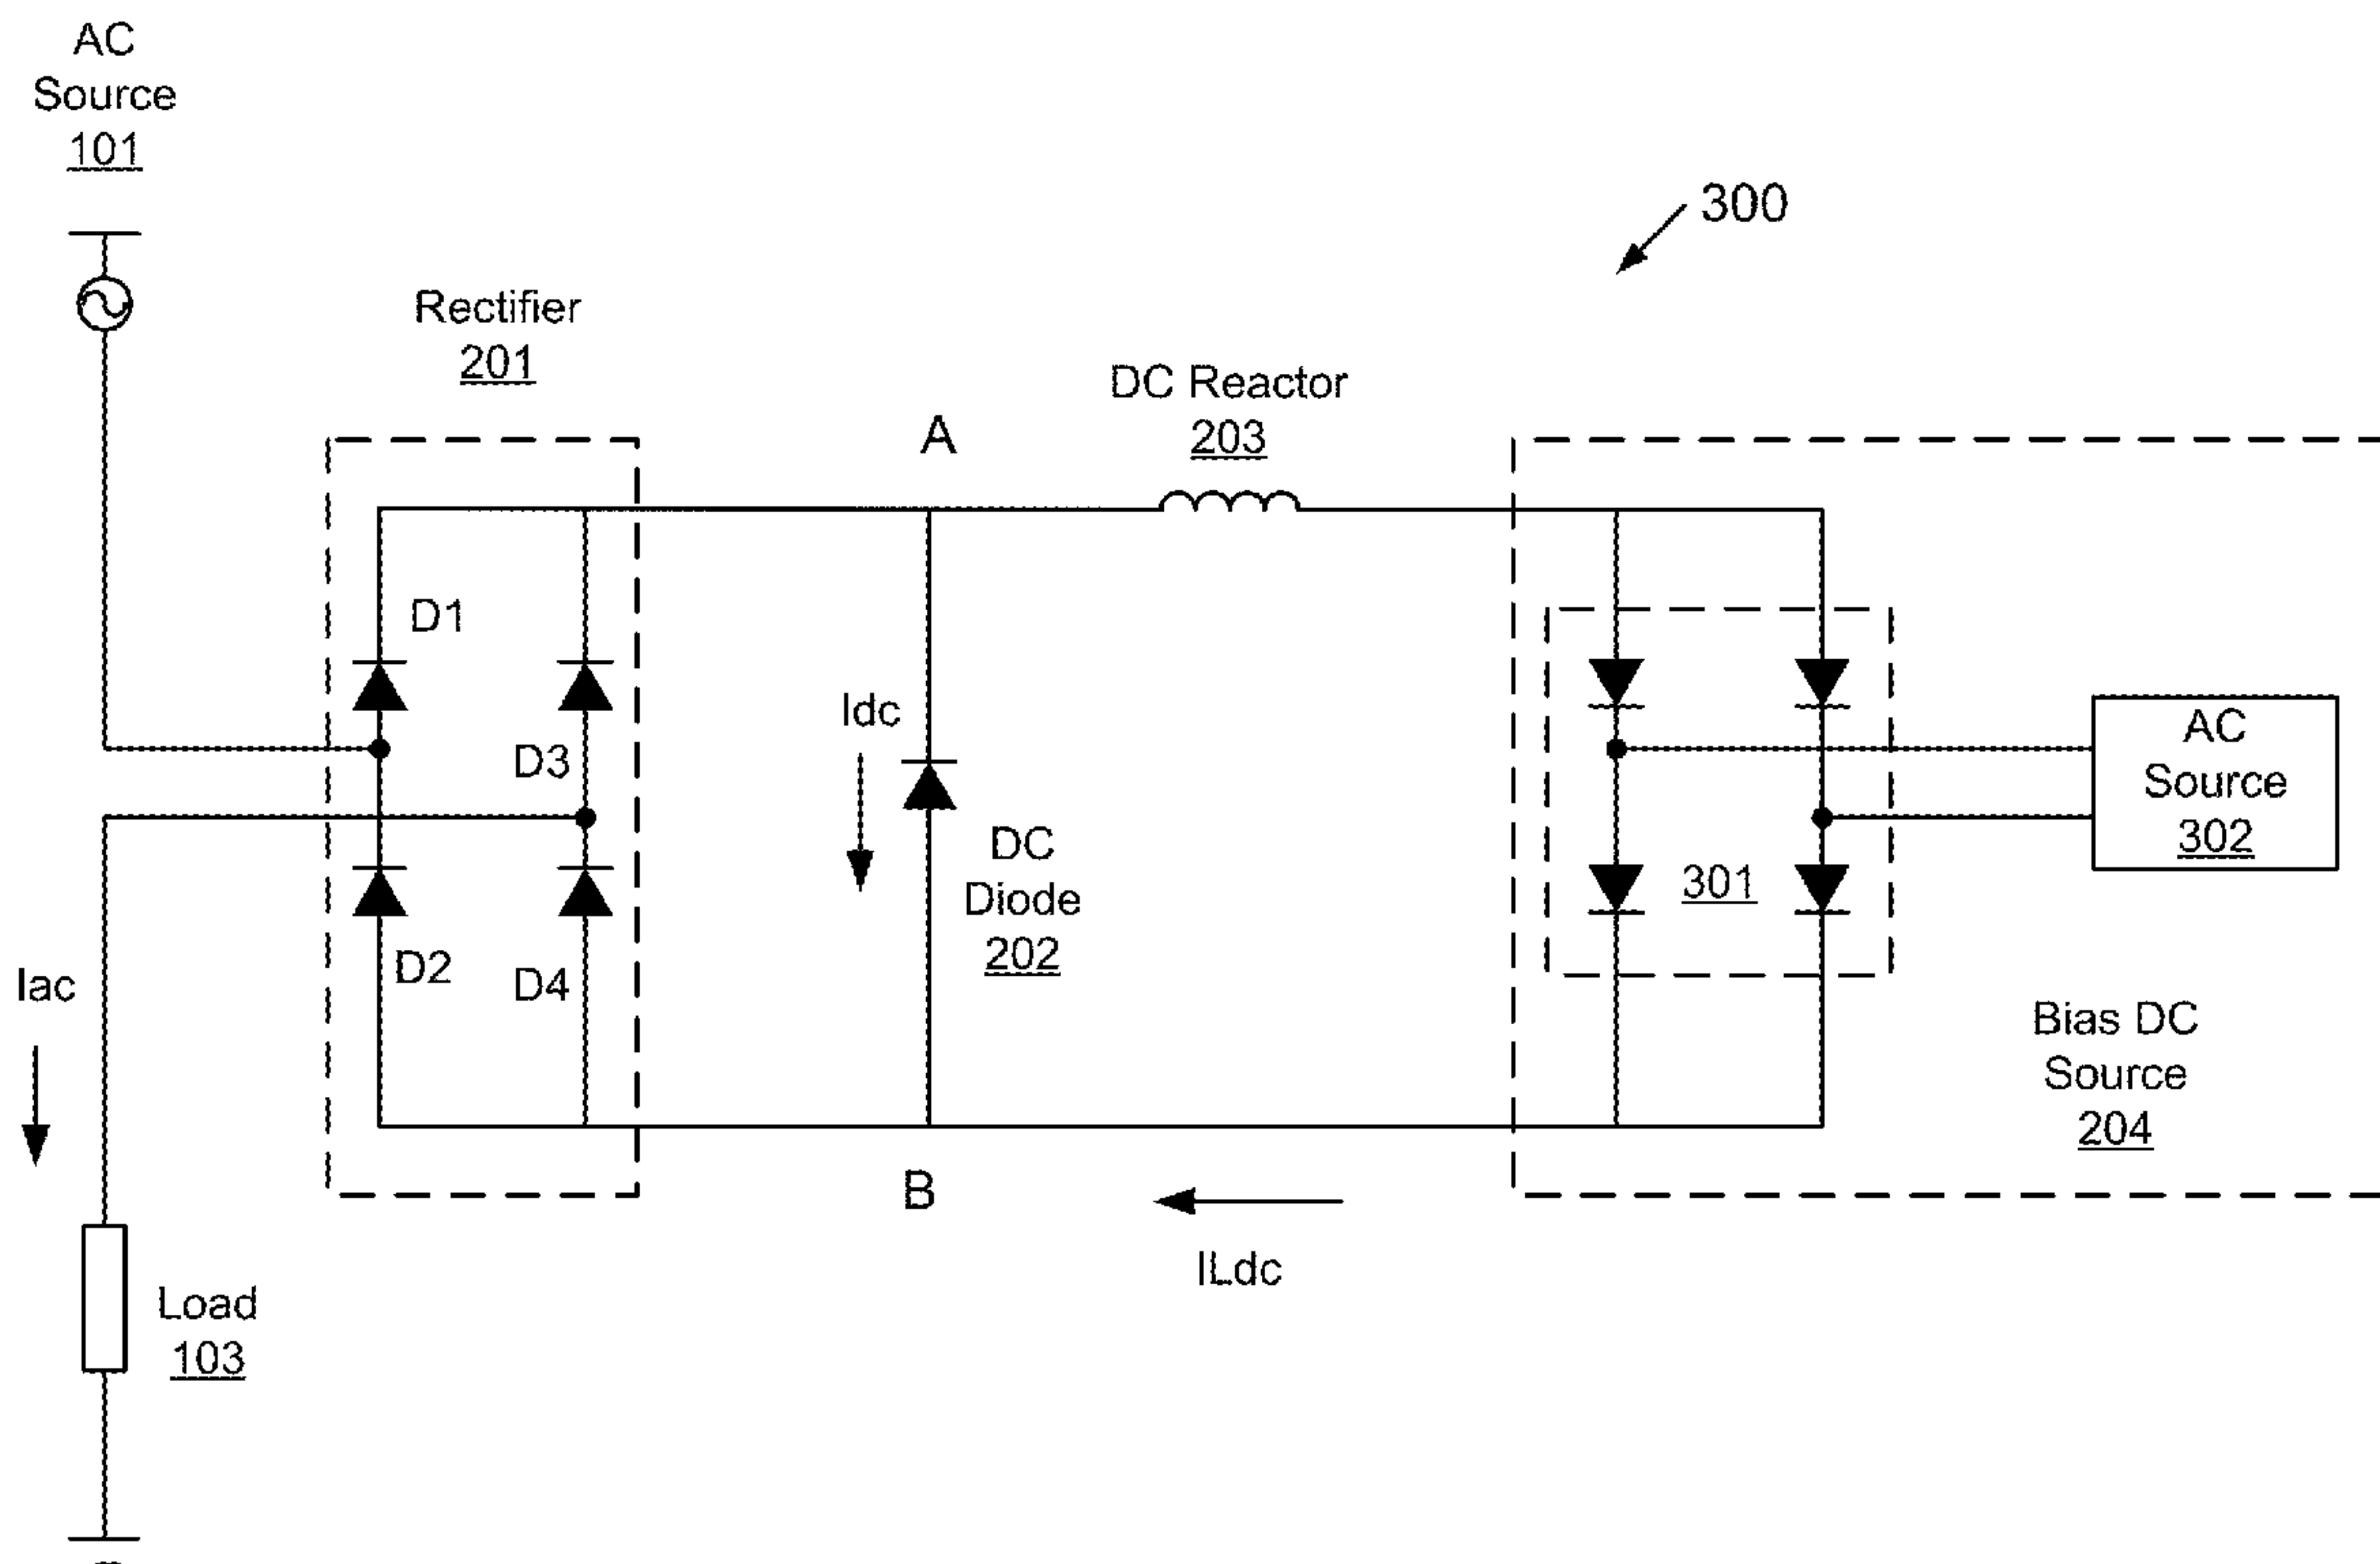 AC
Source
101
300
Rectifier
201
DC Reactor
203
A
D1
D3
D2
D4
Idc
DC
Diode
202
301
AC
Source
302
Bias DC
Source
204
Iac
B
ILdc
Load
103